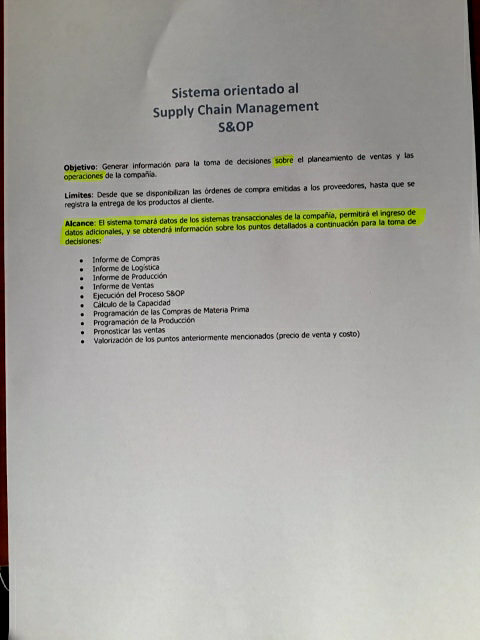 Sistema orientado al
Supply Chain Management
S&OP
Objetivo: Generar información para la toma de decisiones sobre el planeamiento de ventas y las
operaciones de la compañía.
Límites: Desde que se disponibilizan las órdenes de compra emitidas a los proveedores, hasta que se
registra la entrega de los productos al cliente.
Alcance: El sistema tomará datos de los sistemas transaccionales de la compañía, permitirá el ingreso de
datos adicionales, y se obtendrá información sobre los puntos detallados a continuación para la toma de
decisiones:
• Informe de Compras
• Informe de Logística
• Informe de Producción
• Informe de Ventas
• Ejecución del Proceso S&OP
• Cálculo de la Capacidad
• Programación de las Compras de Materia Prima
• Programación de la Producción
• Pronosticar las ventas
• Valorización de los puntos anteriormente mencionados (precio de venta y costo)